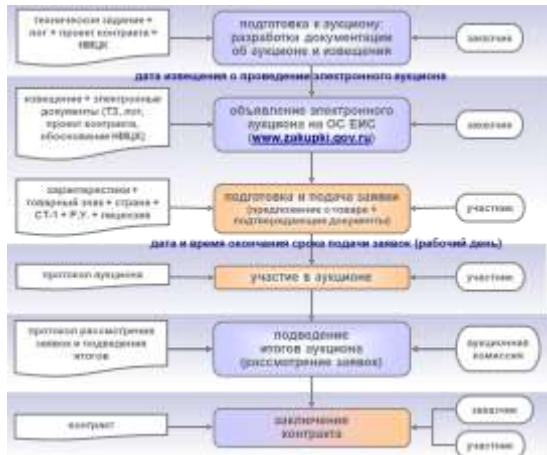 техническое задание +
лот + проект контракта +
НМЦК
подготовка к аукциону:
разработки документации
об аукционе и извещения
заказчик
дата извещения о проведении электронного аукциона
извещение + электронные
документы (ТЗ, лот,
проект контракта,
обоснование НМЦК)
объявление электронного
аукциона на ОС ЕИС
(www.zakupki.gov.ru)
заказчик
характеристики +
товарный знак + страна +
СТ-1 + Р.У. + лицензия
подготовка и подача заявки
(предложение о товаре +
подтверждающие документы)
участник
дата и время окончания срока подачи заявок (рабочий день)
протокол аукциона
участие в аукционе
участник
протокол рассмотрения
заявок и подведения
итогов
подведение
итогов аукциона
(рассмотрение заявок)
аукционная
комиссия
контракт
заключение
контракта
заказчик
участник